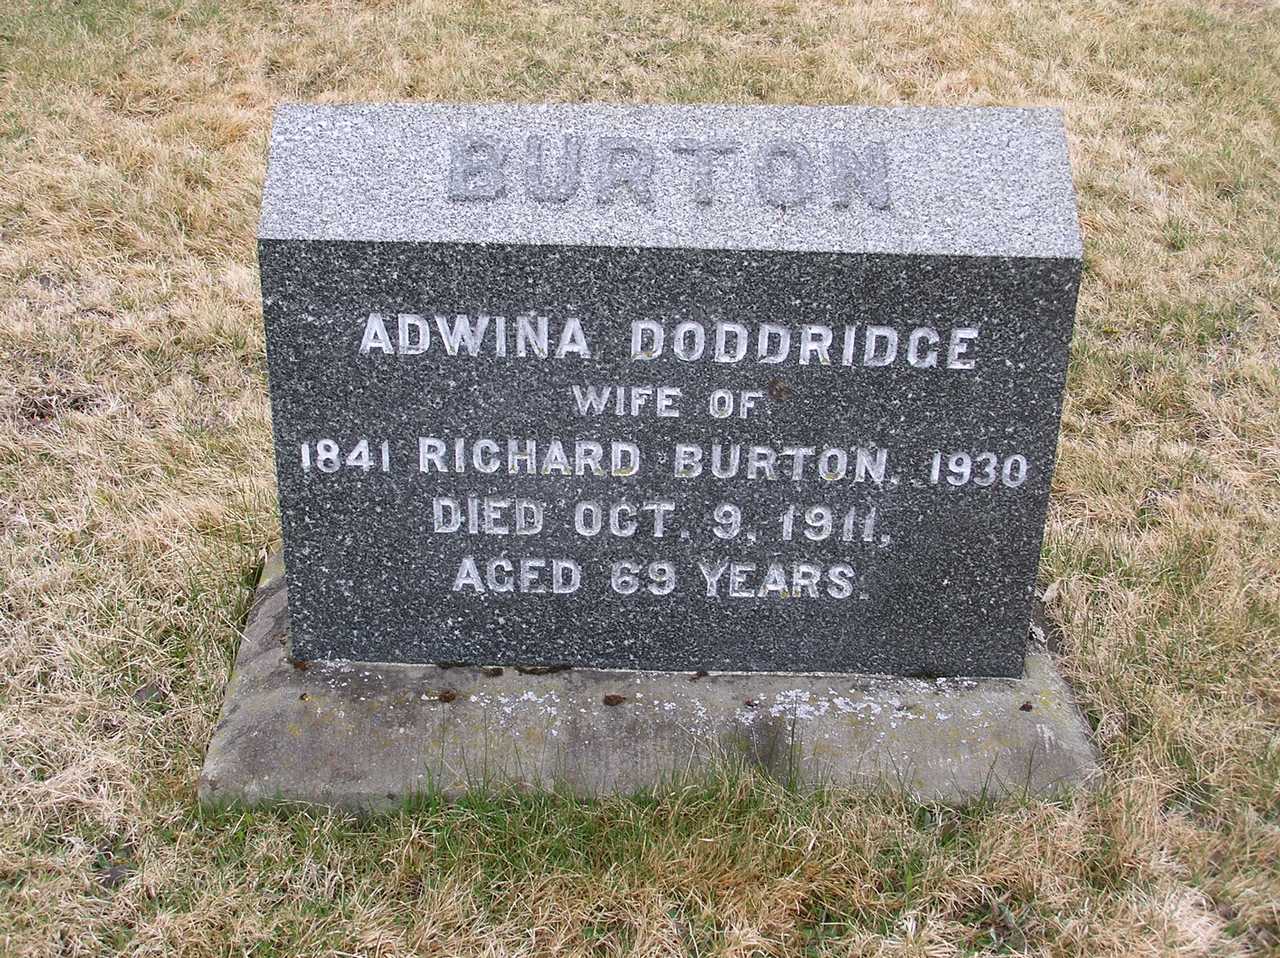 BURTON
ADWINA DODDRIDGE
WIFE OF
1841 RICHARD BURTON. 1930
DIED OCT. 9, 1911,
AGED 69 YEARS.